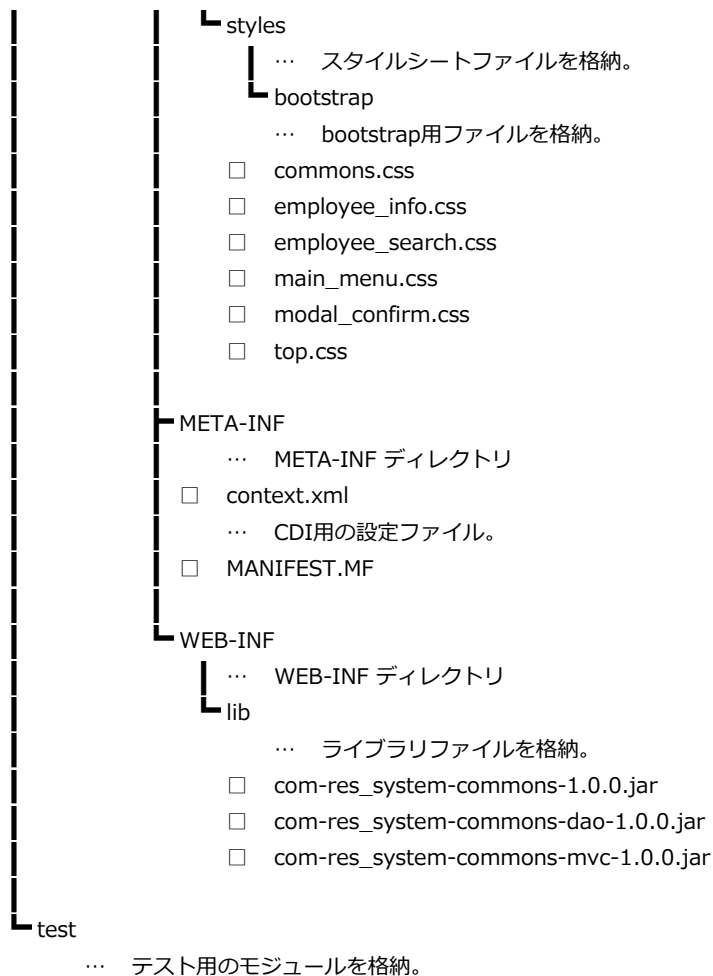 styles
… スタイルシートファイルを格納。
bootstrap
… bootstrap用ファイルを格納。
□ commons.css
□ employee_info.css
□ employee_search.css
□ main_menu.css
□ modal_confirm.css
□ top.css
META-INF
… META-INF ディレクトリ
□ context.xml
… CDI用の設定ファイル。
□ MANIFEST.MF
WEB-INF
… WEB-INF ディレクトリ
lib
… ライブラリファイルを格納。
□ com-res_system-commons-1.0.0.jar
□ com-res_system-commons-dao-1.0.0.jar
□ com-res_system-commons-mvc-1.0.0.jar
test
… テスト用のモジュールを格納。